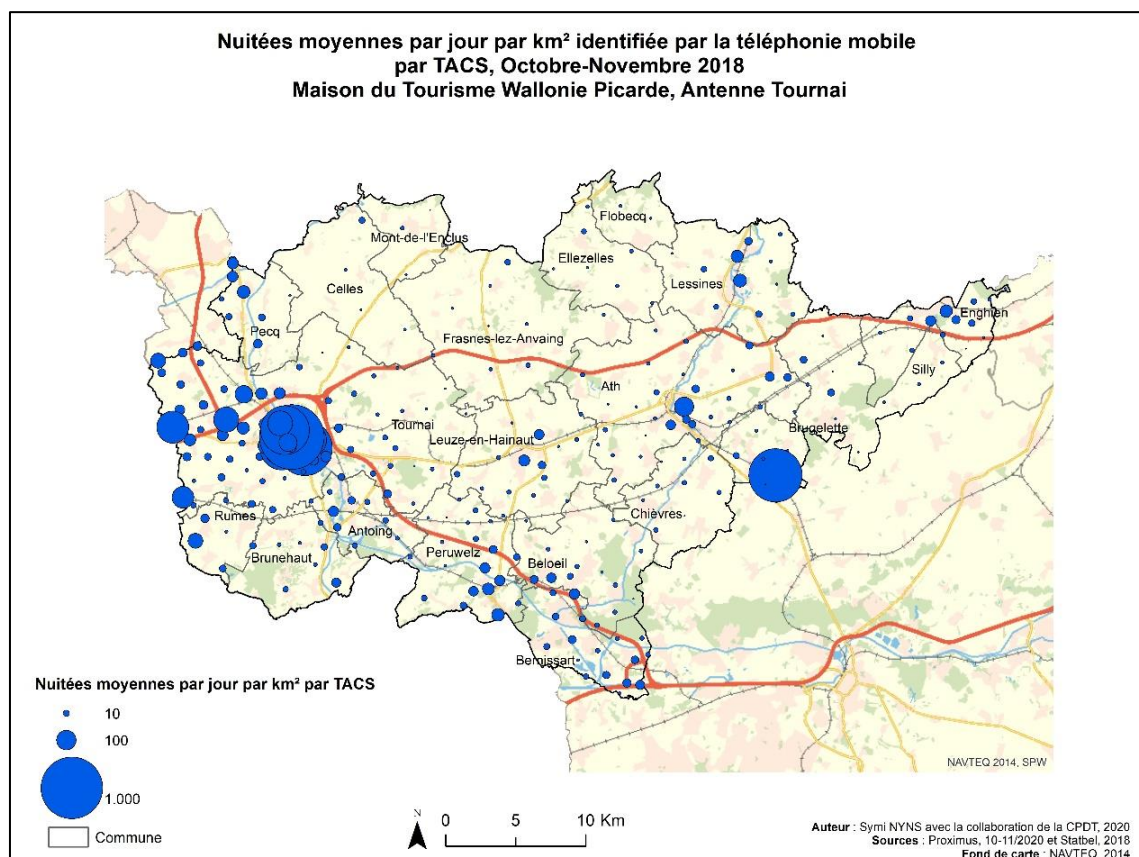 Nuitées moyennes par jour par km² identifiée par la téléphonie mobile
par TACS, Octobre-Novembre 2018
Maison du Tourisme Wallonie Picarde, Antenne Tournai
Flobecq
Mont-de-l'Enclus
Ellezelles
Celles
Lessines
Enghien
Pecq
Frasnes-lez-Anvaing
Silly
Ath
Tournai
Leuze-en-Hainaut
Brugelette
Chièvres
Rumes
Antoing
Brunehaut
Peruwelz
Beloeil
Bernissart
Nuitées moyennes par jour par km² par TACS
10
100
1.000
Commune
N
0 5 10 Km
NAVTEQ 2014, SPW
Auteur : Symi NYNS avec la collaboration de la CPDT, 2020
Sources : Proximus, 10-11/2020 et Statbel, 2018
Fond de carte : NAVTEQ, 2014